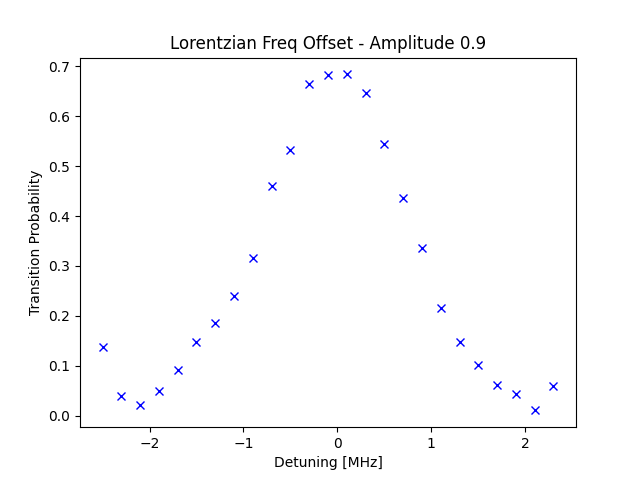 Lorentzian Freq Offset - Amplitude 0.9
Transition Probability
0.7
0.6
0.5
0.4
0.3
0.2
0.1
0.0
−2 −1 0 1 2
Detuning [MHz]